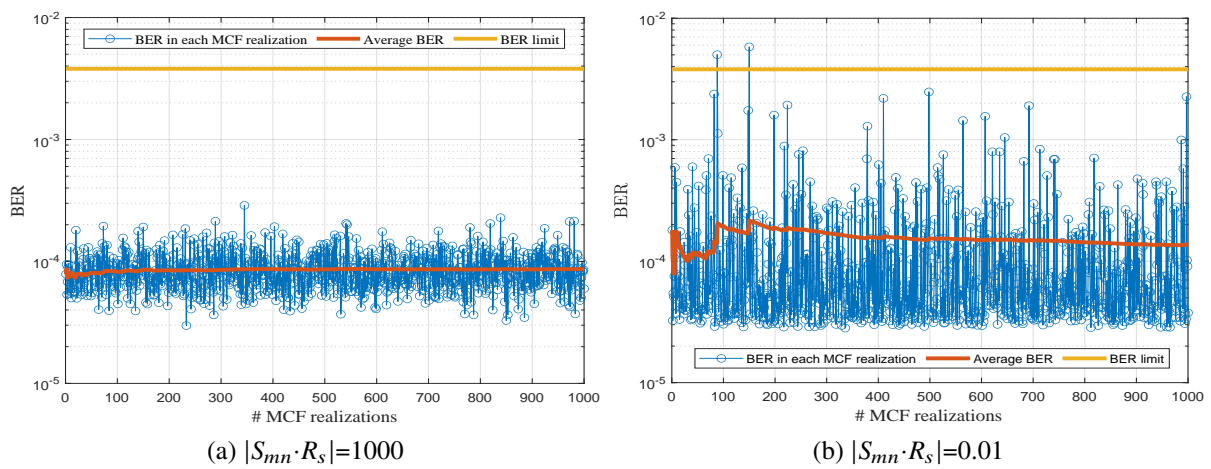 10^-2
10^-3
10^-4
10^-5
BER
BER in each MCF realization
Average BER
BER limit
0 100 200 300 400 500 600 700 800 900 1000
# MCF realizations
(a) |S_mn·R_s|=1000
10^-2
10^-3
10^-4
10^-5
BER
BER in each MCF realization
Average BER
BER limit
0 100 200 300 400 500 600 700 800 900 1000
# MCF realizations
(b) |S_mn·R_s|=0.01